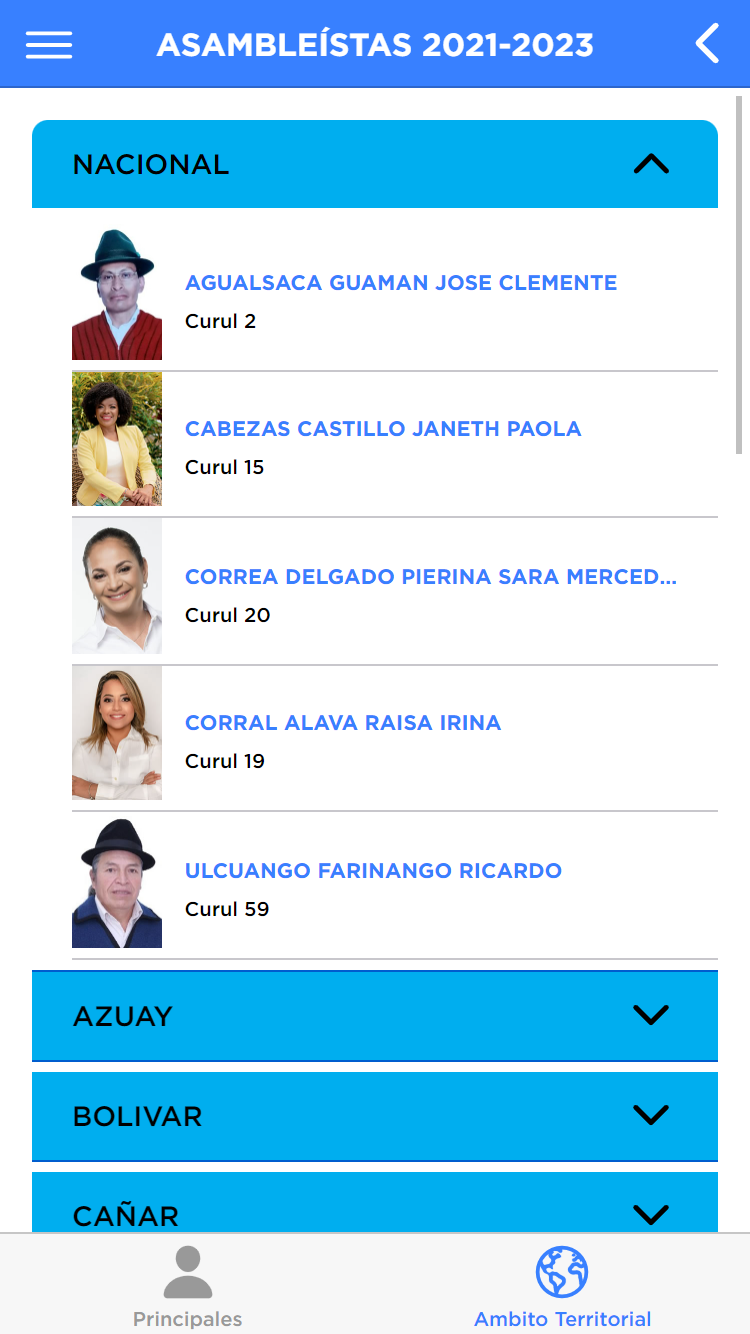 ASAMBLEÍSTAS 2021-2023
NACIONAL
AGUALSACA GUAMAN JOSE CLEMENTE
Curul 2
CABEZAS CASTILLO JANETH PAOLA
Curul 15
CORREA DELGADO PIERINA SARA MERCED...
Curul 20
CORRAL ALAVA RAISA IRINA
Curul 19
ULCUANGO FARINANGO RICARDO
Curul 59
AZUAY
BOLIVAR
CAÑAR
Principales
Ambito Territorial